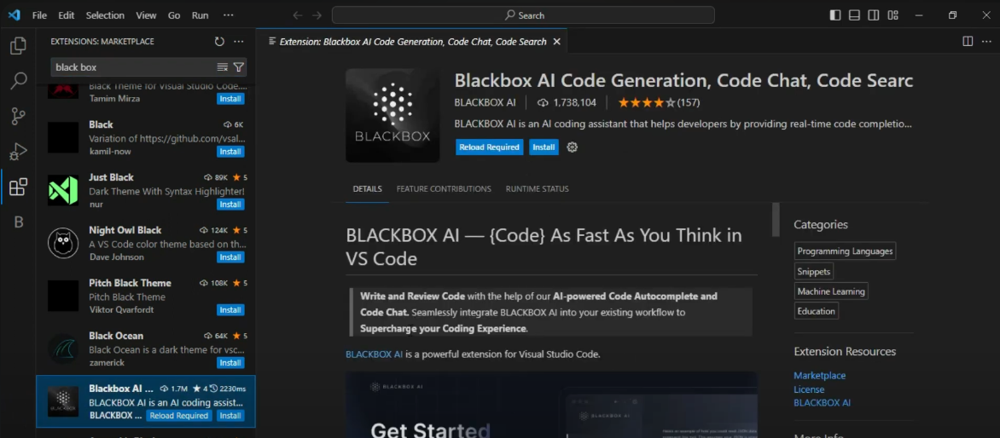 File Edit Selection View Go Run ···
Search
EXTENSIONS: MARKETPLACE
black box
Black Theme for Visual Studio Code....
Tamim Mirza
Install
Black
6K
Variation of https://github.com/vsal...
kamil-now
Install
Just Black
89K ★ 5
Dark Theme With Syntax Highlighter!
nur
Install
Night Owl Black
124K ★ 5
A VS Code color theme based on th...
Dave Johnson
Install
Pitch Black Theme
108K ★ 5
Pitch Black Theme
Viktor Qvarfordt
Install
Black Ocean
64K ★ 5
Black Ocean is a dark theme for vsc...
zamerick
Install
Blackbox AI ...
1.7M ★ 4 2230ms
BLACKBOX AI is an AI coding assist...
BLACKBOX ...
Reload Required
Install
B
Extension: Blackbox AI Code Generation, Code Chat, Code Search
BLACKBOX
Blackbox AI Code Generation, Code Chat, Code Searc
BLACKBOX AI
1,738,104
★★★★☆(157)
BLACKBOX AI is an AI coding assistant that helps developers by providing real-time code completio...
Reload Required
Install
DETAILS FEATURE CONTRIBUTIONS RUNTIME STATUS
BLACKBOX AI — {Code} As Fast As You Think in
VS Code
Write and Review Code with the help of our AI-powered Code Autocomplete and
Code Chat. Seamlessly integrate BLACKBOX AI into your existing workflow to
Supercharge your Coding Experience.
BLACKBOX AI is a powerful extension for Visual Studio Code.
BLACKBOX AI
Get Started
BLACKBOX AI
Categories
Programming Languages
Snippets
Machine Learning
Education
Extension Resources
Marketplace
License
BLACKBOX AI
More Info